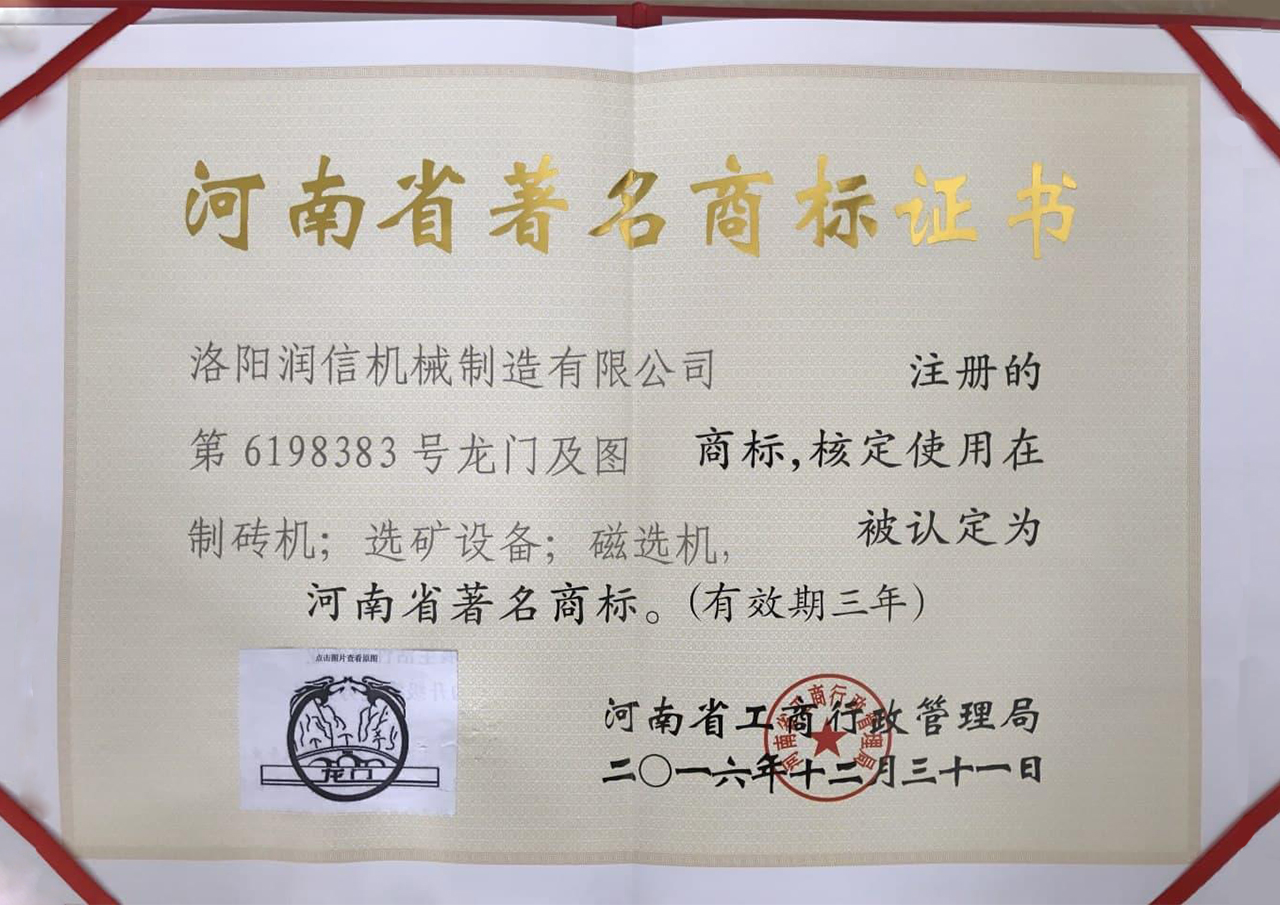 河南省著名商标证书
洛阳润信机械制造有限公司 注册的
第 6198383 号龙门及图 商标,核定使用在
制砖机；选矿设备；磁选机， 被认定为
河南省著名商标。(有效期三年)
点击图片查看原图
龙门
河南省工商行政管理局
二〇一六年十二月三十一日
河南省工商行政管理局